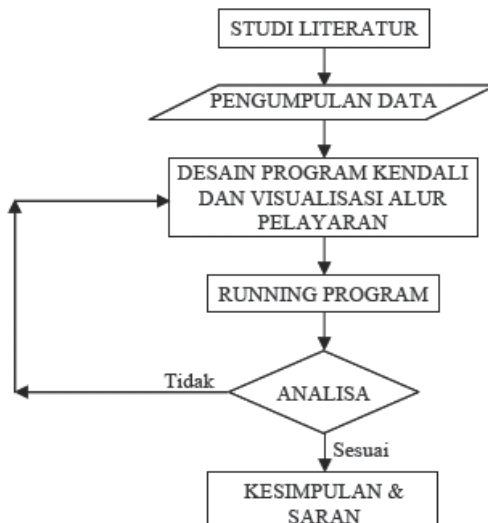 STUDI LITERATUR
PENGUMPULAN DATA
DESAIN PROGRAM KENDALI
DAN VISUALISASI ALUR
PELAYARAN
RUNNING PROGRAM
Tidak
ANALISA
Sesuai
KESIMPULAN &
SARAN